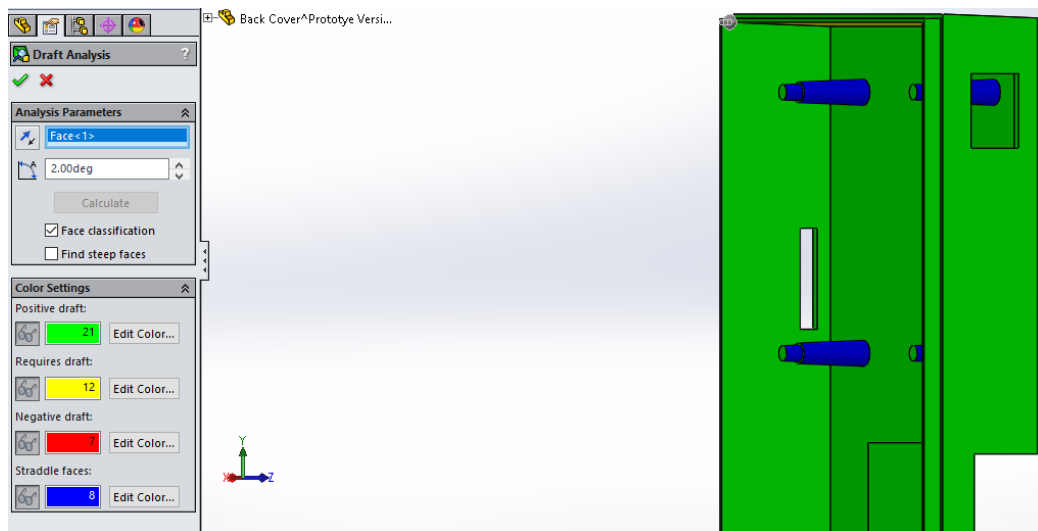 Back Cover^Prototye Versi...
Draft Analysis ?
Analysis Parameters
Face<1>
2.00deg
Calculate
Face classification
Find steep faces
Color Settings
Positive draft:
21 Edit Color...
Requires draft:
12 Edit Color...
Negative draft:
7 Edit Color...
Straddle faces:
8 Edit Color...
Y
X Z